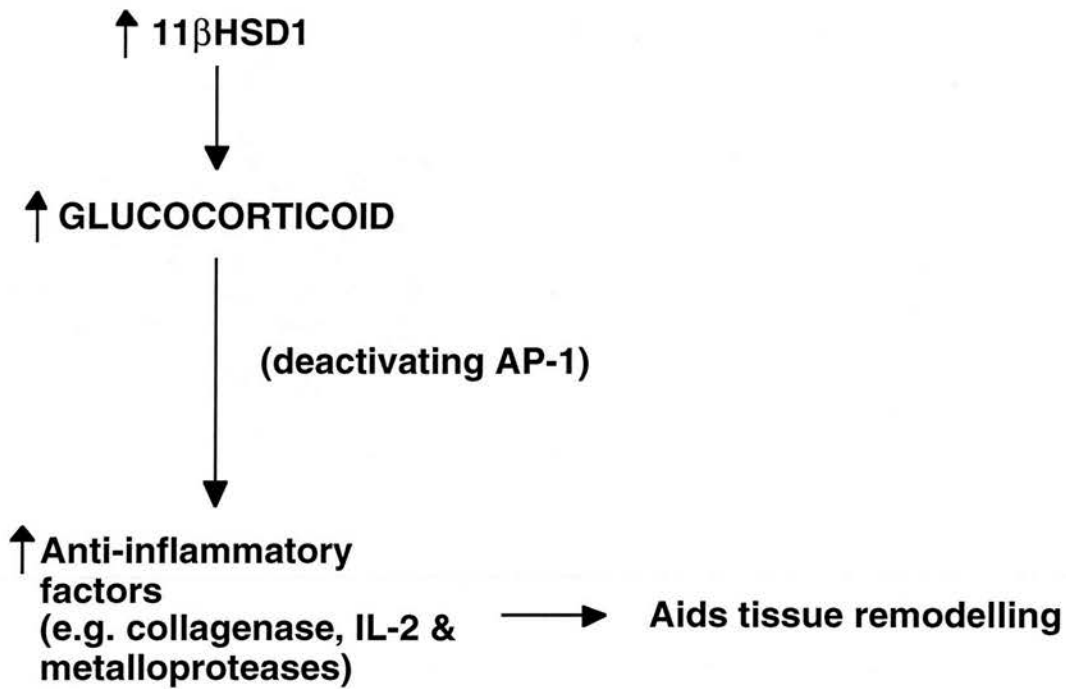 ↑ 11βHSD1
↑ GLUCOCORTICOID
(deactivating AP-1)
↑ Anti-inflammatory
factors
(e.g. collagenase, IL-2 &
metalloproteases)
Aids tissue remodelling